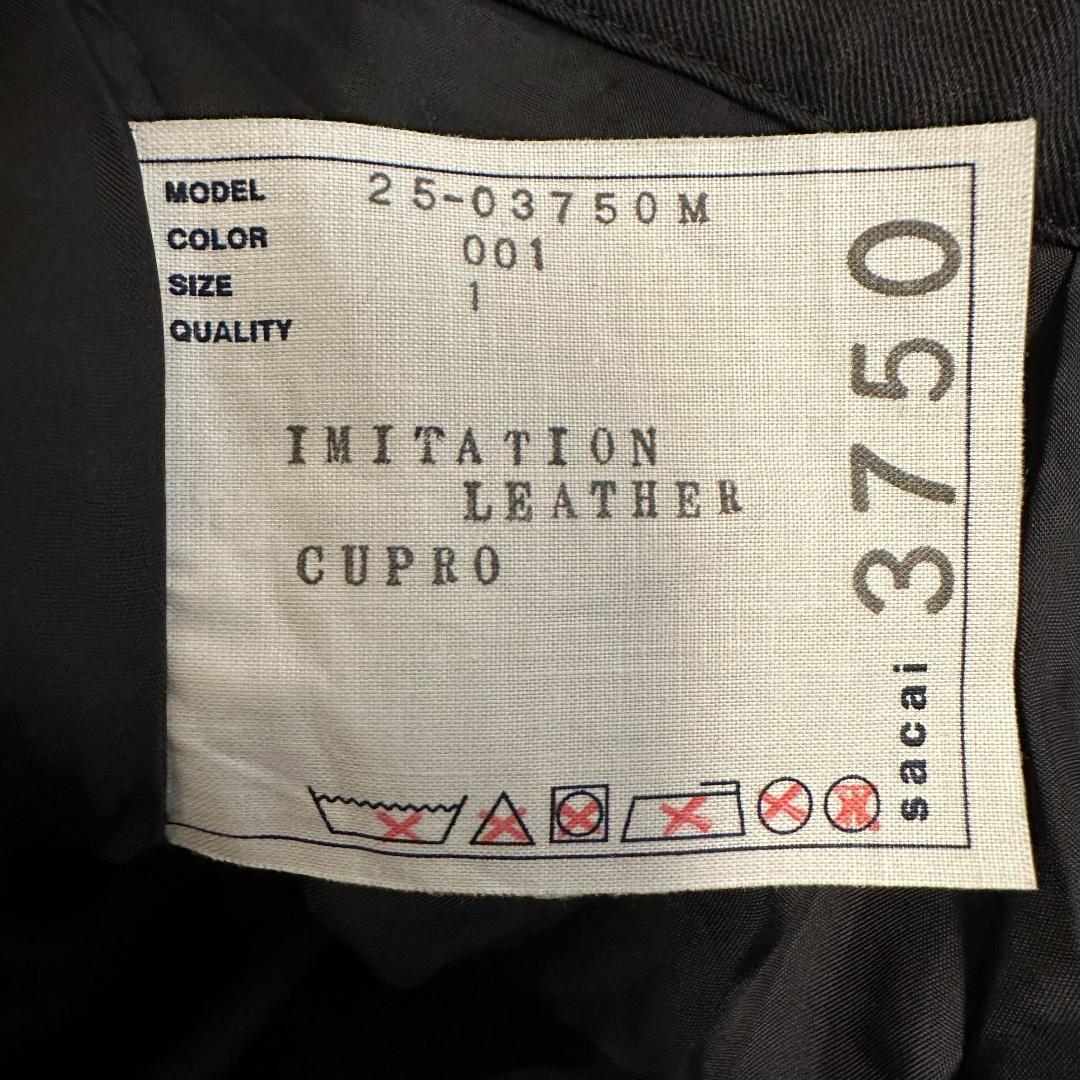 MODEL 25-03750M
COLOR 001
SIZE 1
QUALITY
IMITATION
LEATHER
CUPRO
sacai 3750